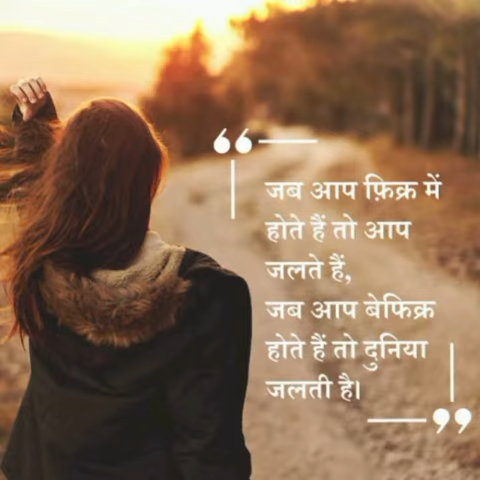 जब आप फ़िक्र में
होते हैं तो आप
जलते हैं,
जब आप बेफिक्र
होते हैं तो दुनिया
जलती है।